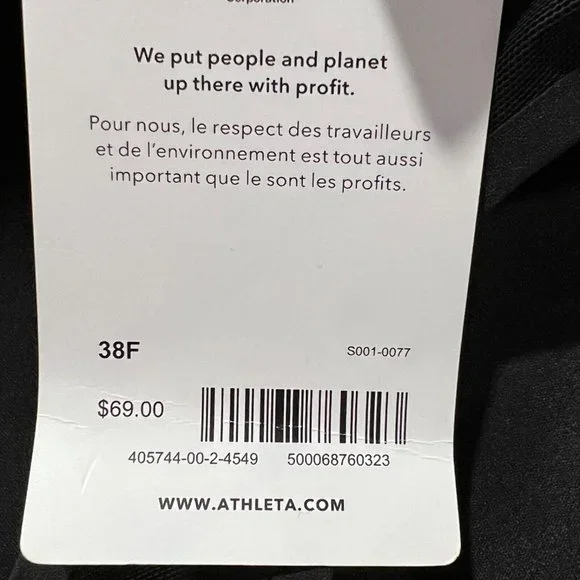 Corporation
We put people and planet
up there with profit.
Pour nous, le respect des travailleurs
et de l'environnement est tout aussi
important que le sont les profits.
38F
S001-0077
$69.00
405744-00-2-4549 500068760323
WWW.ATHLETA.COM